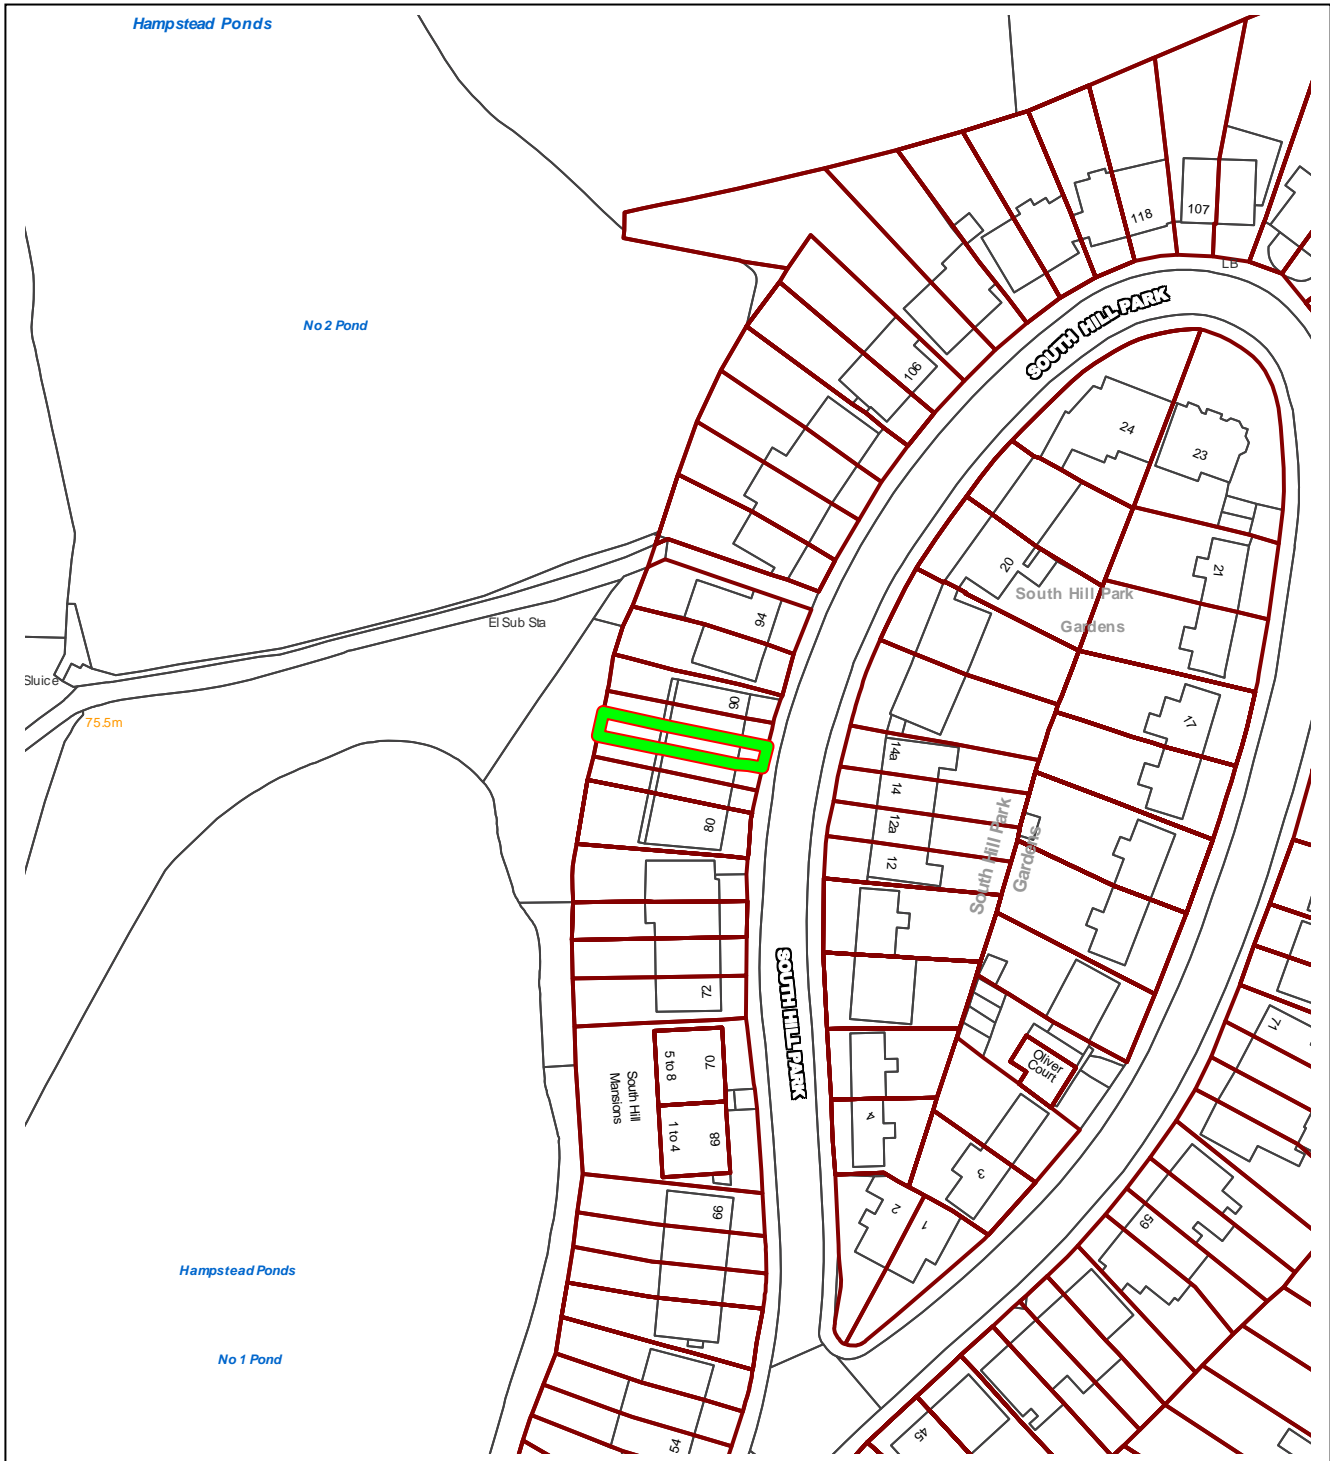 Hampstead Ponds
118
107
LB
SOUTH HILL PARK
No 2 Pond
106
24
23
20
21
South Hill Park
Gardens
El Sub Sta
94
Sluice
90
75.5m
17
14a
14
12a
12
80
South Hill Park
Gardens
SOUTH HILL PARK
72
71
70
5 to 8
South Hill
Mansions
Oliver
Court
68
1 to 4
4
3
66
2
1
59
Hampstead Ponds
No 1 Pond
54
45